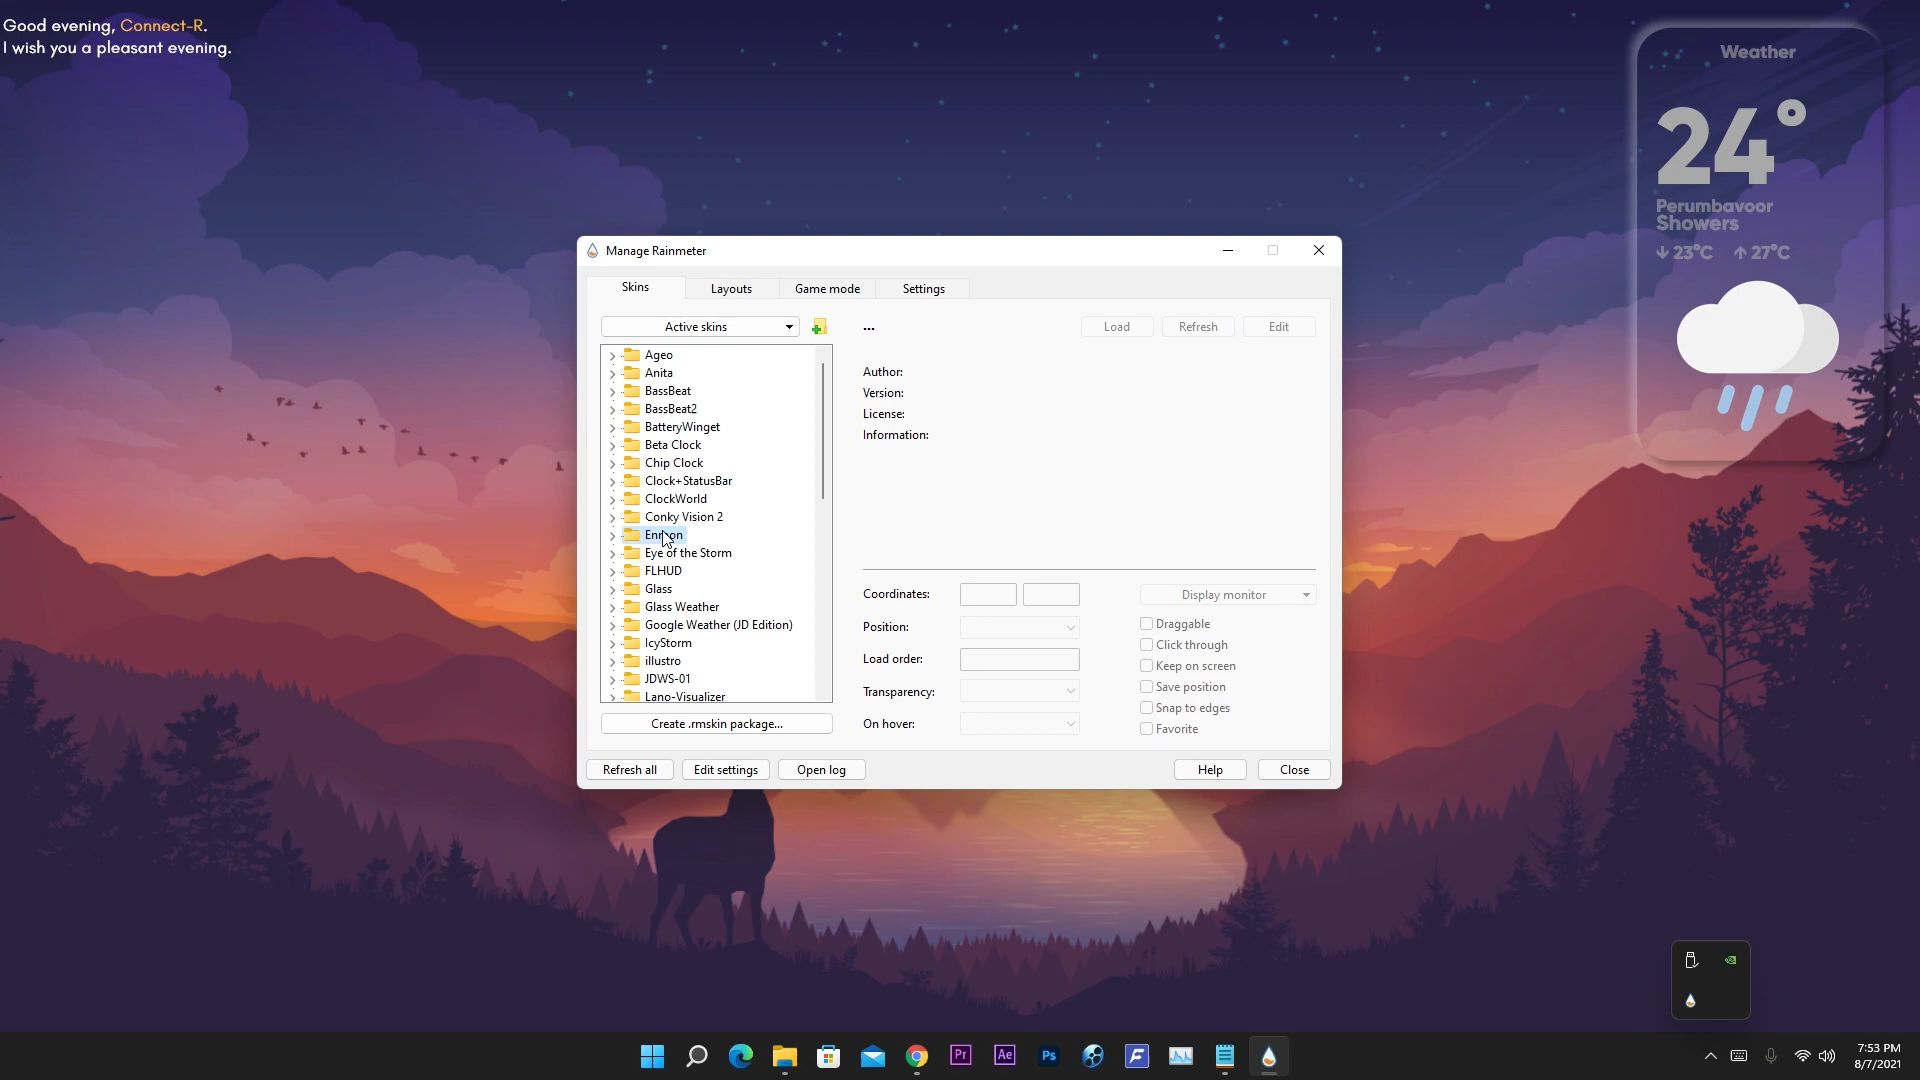 Good evening, Connect-R.
I wish you a pleasant evening.
Weather
24°
Perumbavoor
Showers
↓ 23°C ↑ 27°C
Manage Rainmeter
Skins Layouts Game mode Settings
Active skins
...
Load Refresh Edit
Ageo
Anita
BassBeat
BassBeat2
BatteryWinget
Beta Clock
Chip Clock
Clock+StatusBar
ClockWorld
Conky Vision 2
Eye of the Storm
FLHUD
Glass
Glass Weather
Google Weather (JD Edition)
IcyStorm
illustro
JDWS-01
Lano-Visualizer
Create .rmskin package...
Author:
Version:
License:
Information:
Coordinates:
Position:
Load order:
Transparency:
On hover:
Display monitor
Draggable
Click through
Keep on screen
Save position
Snap to edges
Favorite
Refresh all Edit settings Open log Help Close
Pr Ae Ps F
7:53 PM
8/7/2021